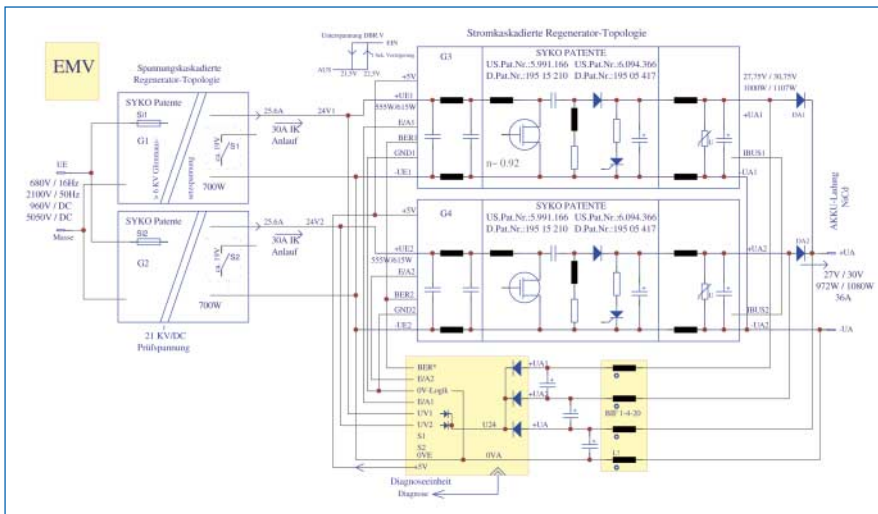 EMV
Spannungskaskadierte
Regenerator-Topologie
SYKO Patente
Si1
G1
S1
700W
25.6A
24V1
30A IK
Anlauf
UE
680V / 16Hz
2100V / 50Hz
960V / DC
5050V / DC
Masse
SYKO Patente
Si2
G2
S2
700W
25.6A
24V2
30A IK
Anlauf
21 KV/DC
Prüfspannung
Stromkaskadierte Regenerator-Topologie
Unterspannung DBR.V
EIN
AUS
21,5V
22,5V
G3
SYKO PATENTE
US.Pat.Nr.:5.991.166
US.Pat.Nr.:6.094.366
D.Pat.Nr.:195 15 210
D.Pat.Nr.:195 05 417
+5V
+UE1
555W/615W
E/A1
BER1
GND1
-UE1
n~ 0.92
U
IBUS1
+UA1
-UA1
27,75V / 30,75V
1000W / 1107W
DA1
G4
SYKO PATENTE
US.Pat.Nr.:5.991.166
US.Pat.Nr.:6.094.366
D.Pat.Nr.:195 15 210
D.Pat.Nr.:195 05 417
+5V
+UE2
555W/615W
E/A2
BER2
GND2
-UE2
U
IBUS2
+UA2
-UA2
DA2
AKKU-Ladung
NiCd
+UA
27V / 30V
972W / 1080W
36A
-UA
BER*
E/A2
0V-Logik
E/A1
UV1
UV2
S1
S2
0VE
+5V
U24
0VA
+UA1
+UA2
+UA
BIF 1-4-20
Diagnoseeinheit
Diagnose